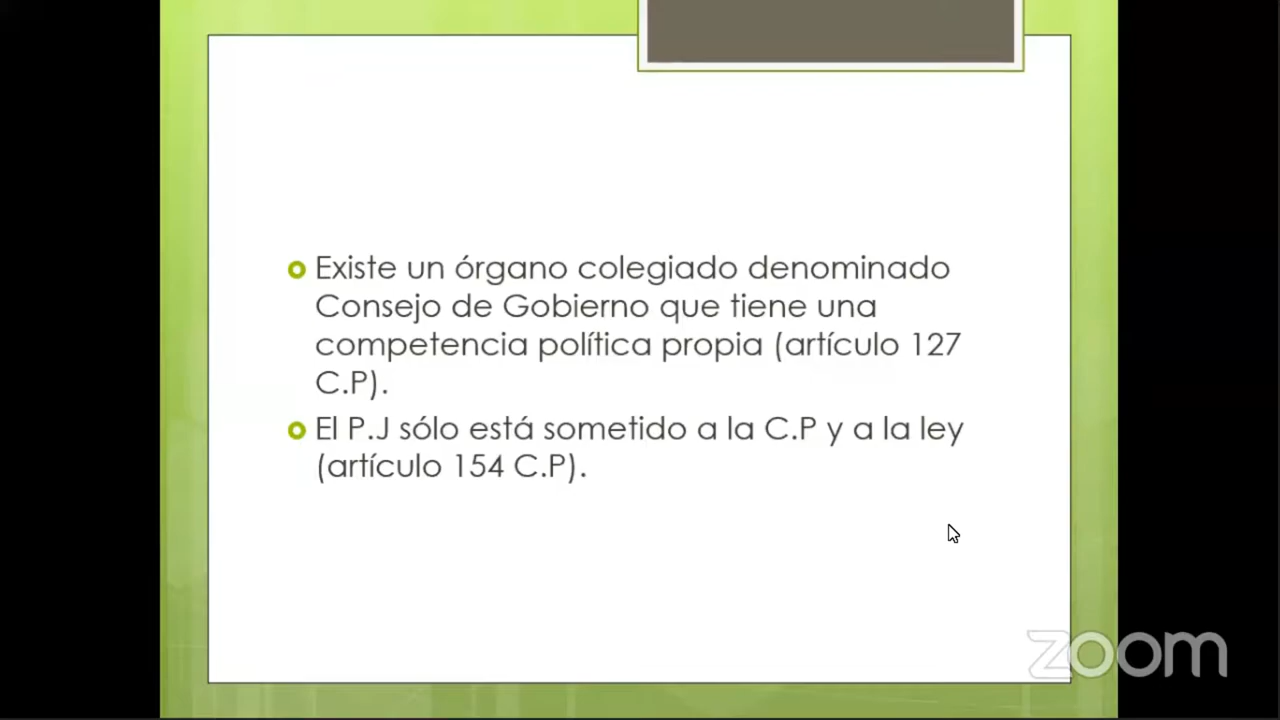 Existe un órgano colegiado denominado
Consejo de Gobierno que tiene una
competencia política propia (artículo 127
C.P).
El P.J sólo está sometido a la C.P y a la ley
(artículo 154 C.P).
zoom